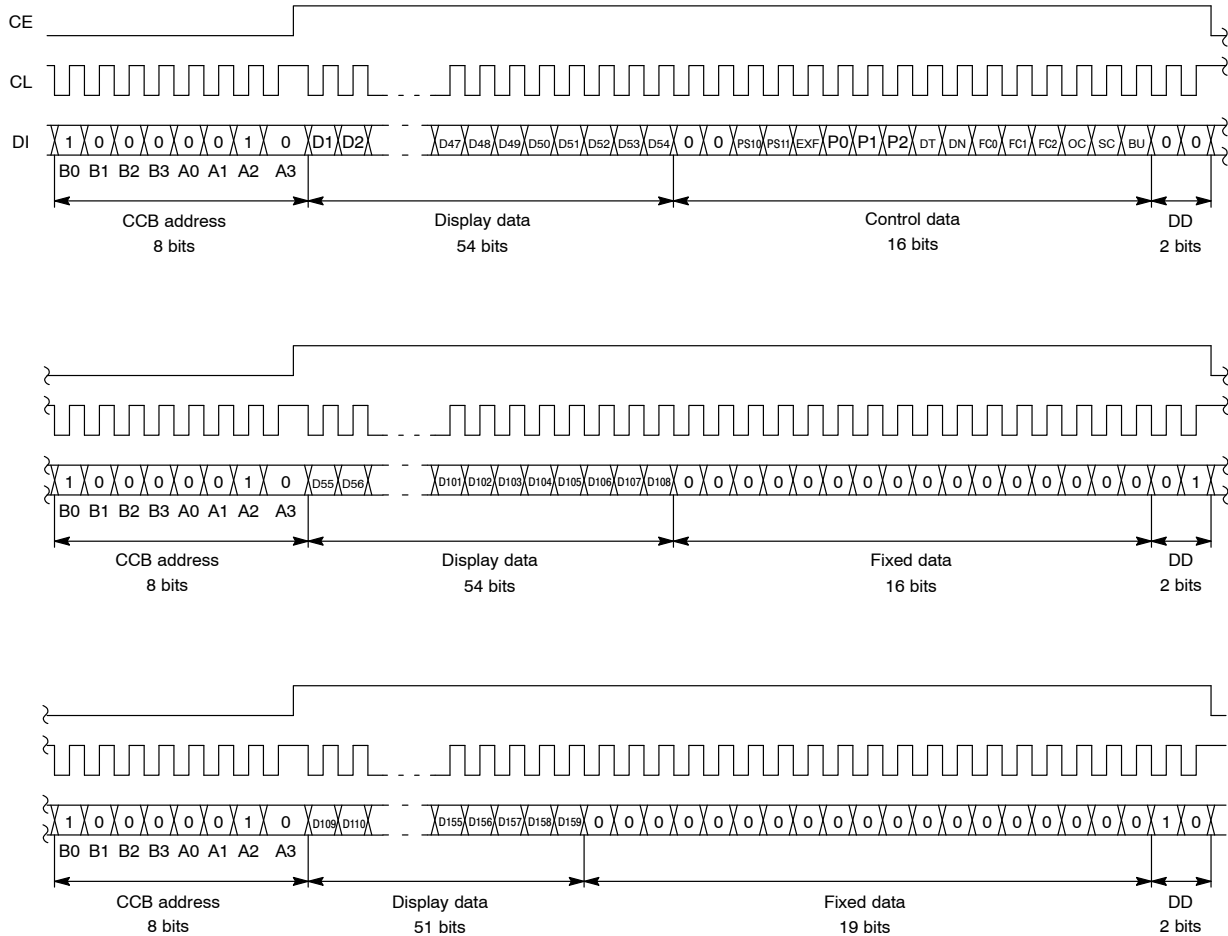 CE
CL
DI 1 0 0 0 0 0 1 0 D1 D2 D47 D48 D49 D50 D51 D52 D53 D54 0 0 PS10 PS11 EXF P0 P1 P2 DT DN FC0 FC1 FC2 OC SC BU 0 0
B0 B1 B2 B3 A0 A1 A2 A3
CCB address Display data Control data DD
8 bits 54 bits 16 bits 2 bits
1 0 0 0 0 0 1 0 D55 D56 D101 D102 D103 D104 D105 D106 D107 D108 0 0 0 0 0 0 0 0 0 0 0 0 0 0 0 0 0 1
B0 B1 B2 B3 A0 A1 A2 A3
CCB address Display data Fixed data DD
8 bits 54 bits 16 bits 2 bits
1 0 0 0 0 0 1 0 D109 D110 D155 D156 D157 D158 D159 0 0 0 0 0 0 0 0 0 0 0 0 0 0 0 0 0 0 0 1 0
B0 B1 B2 B3 A0 A1 A2 A3
CCB address Display data Fixed data DD
8 bits 51 bits 19 bits 2 bits